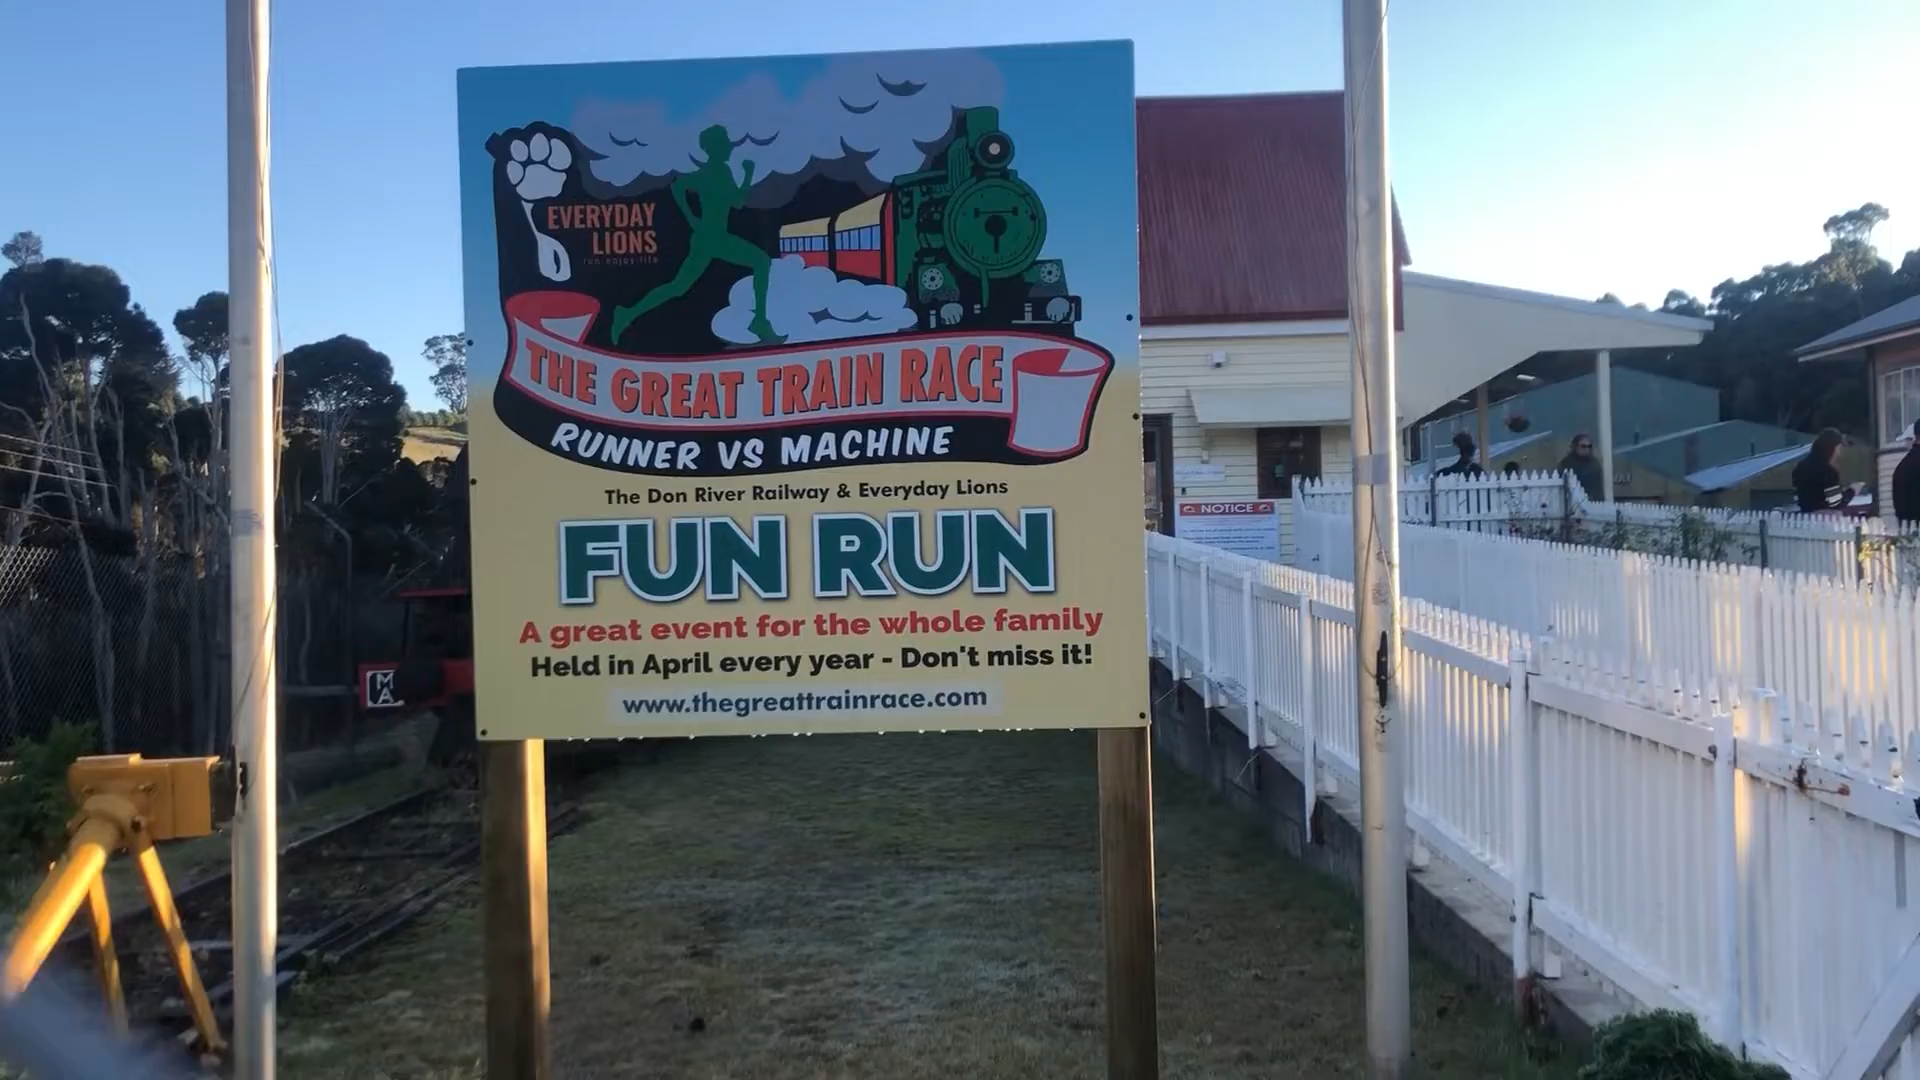 EVERYDAY
LIONS
run enjoy life
THE GREAT TRAIN RACE
RUNNER VS MACHINE
The Don River Railway & Everyday Lions
FUN RUN
A great event for the whole family
Held in April every year - Don't miss it!
www.thegreattrainrace.com
NOTICE
MA